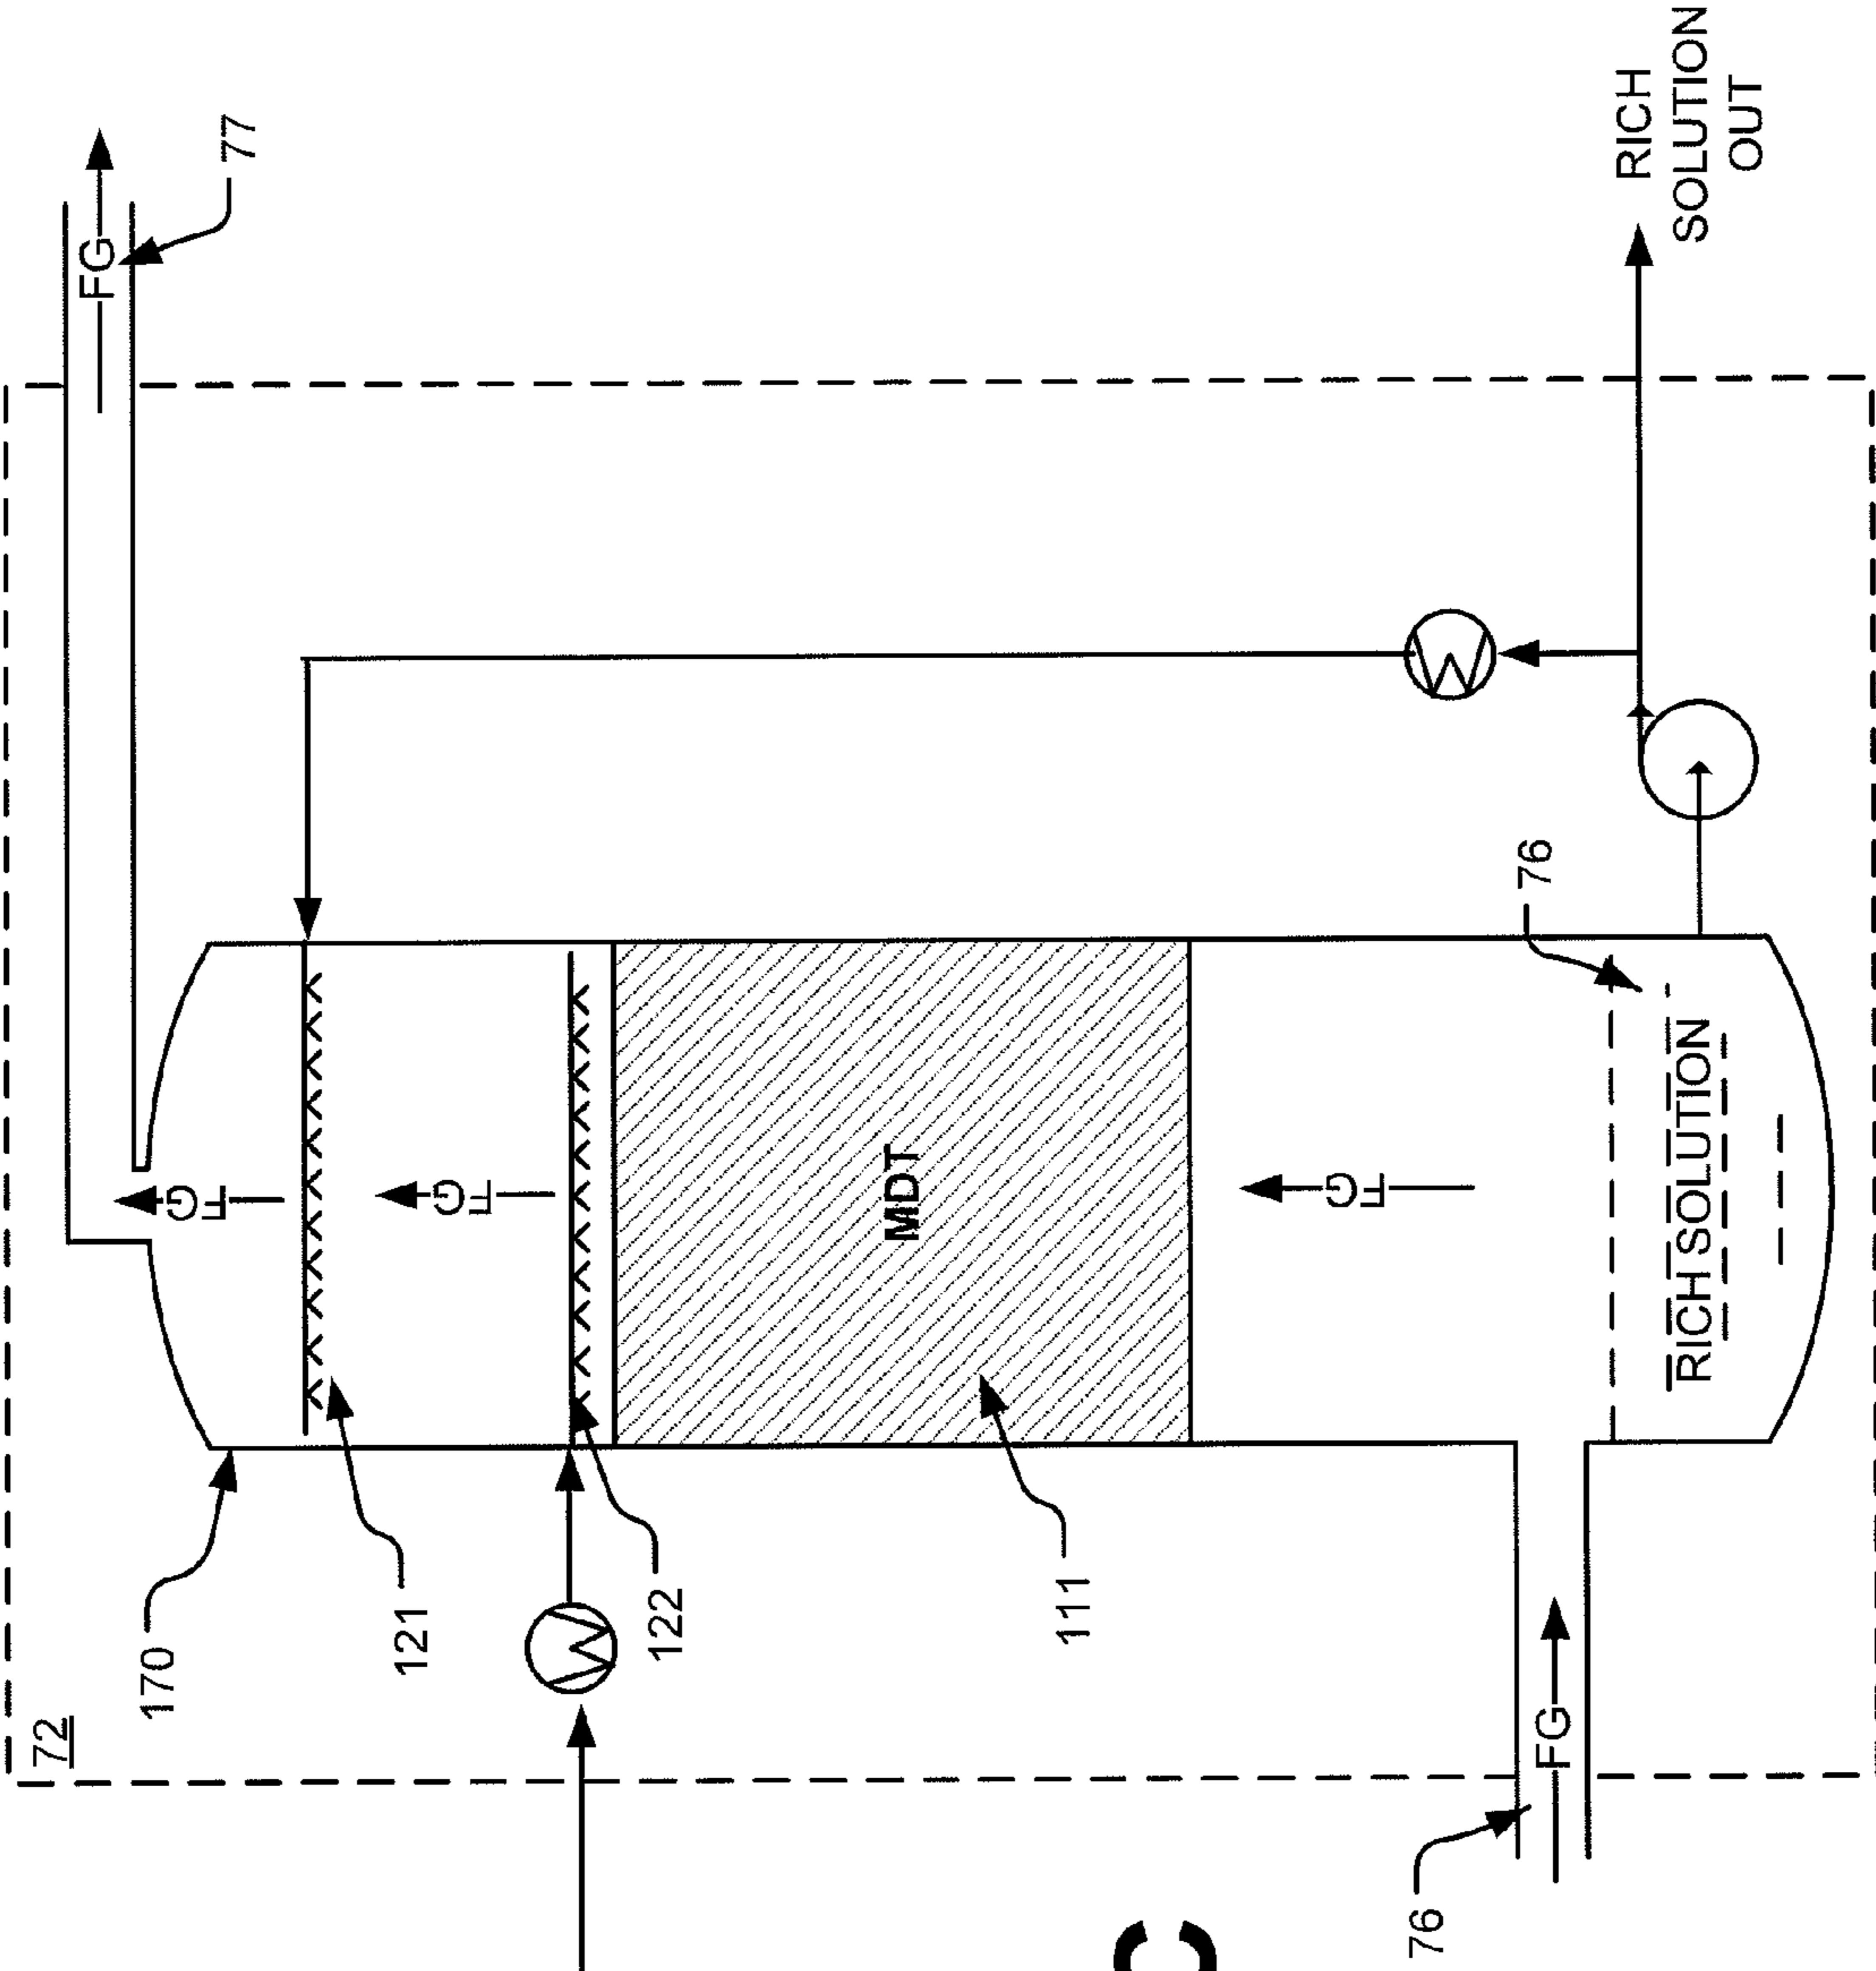 72
170
77
FG
FG
121
FG
122
MDT
111
FG
76
FG
76
RICH SOLUTION
RICH
SOLUTION
OUT
C